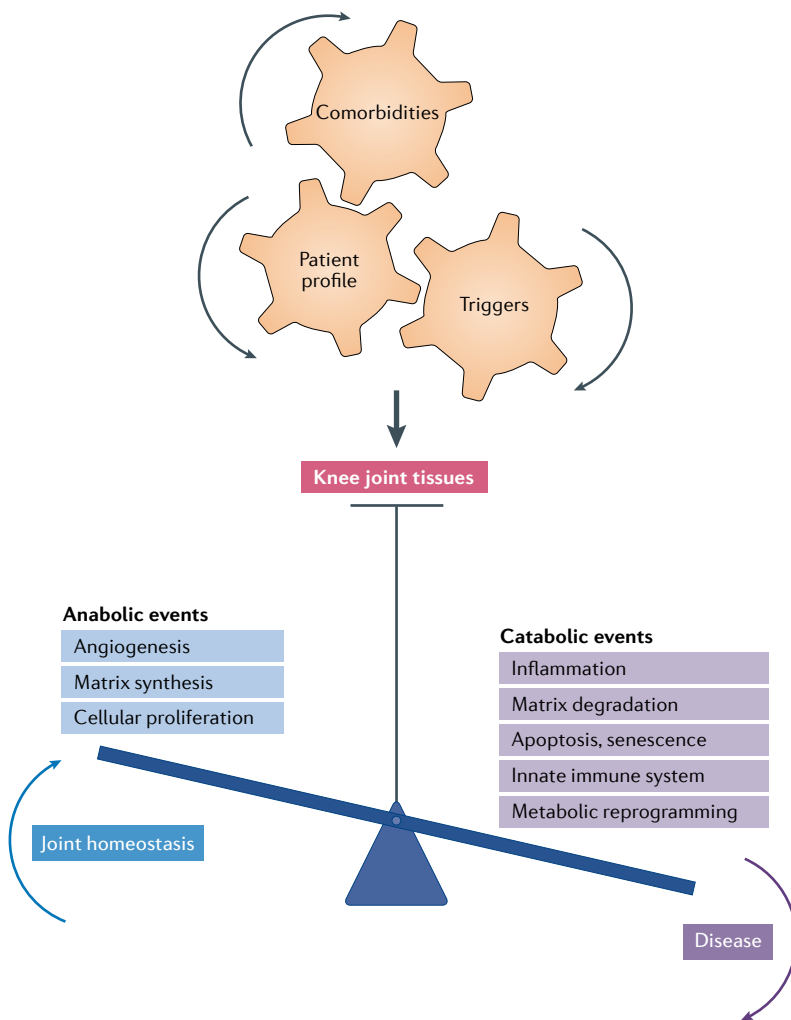 Comorbidities
Patient
profile
Triggers
Knee joint tissues
Anabolic events
Angiogenesis
Matrix synthesis
Cellular proliferation
Catabolic events
Inflammation
Matrix degradation
Apoptosis, senescence
Innate immune system
Metabolic reprogramming
Joint homeostasis
Disease